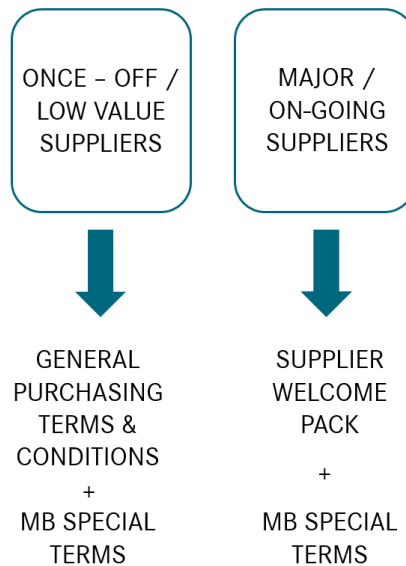 ONCE – OFF /
LOW VALUE
SUPPLIERS
GENERAL
PURCHASING
TERMS &
CONDITIONS
+
MB SPECIAL
TERMS
MAJOR /
ON-GOING
SUPPLIERS
SUPPLIER
WELCOME
PACK
+
MB SPECIAL
TERMS